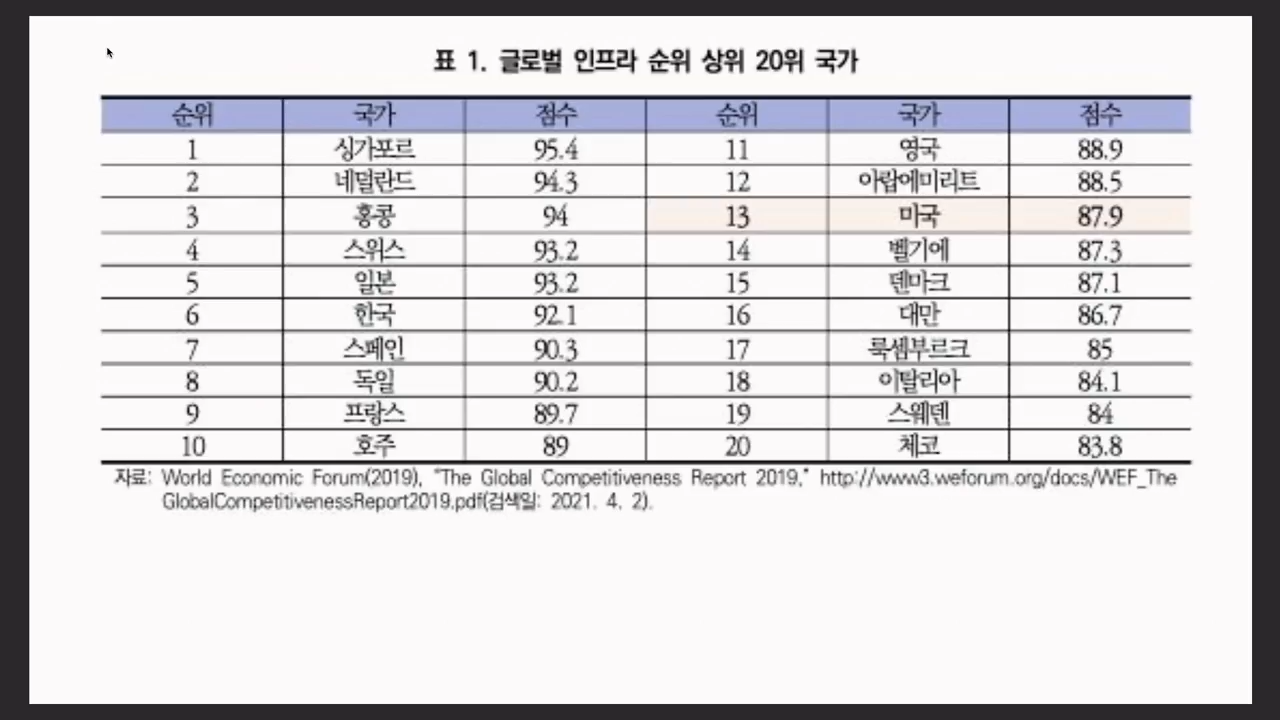 표 1. 글로벌 인프라 순위 상위 20위 국가
순위 국가 점수 순위 국가 점수
1 싱가포르 95.4 11 영국 88.9
2 네덜란드 94.3 12 아랍에미리트 88.5
3 홍콩 94 13 미국 87.9
4 스위스 93.2 14 벨기에 87.3
5 일본 93.2 15 덴마크 87.1
6 한국 92.1 16 대만 86.7
7 스페인 90.3 17 룩셈부르크 85
8 독일 90.2 18 이탈리아 84.1
9 프랑스 89.7 19 스웨덴 84
10 호주 89 20 체코 83.8
자료: World Economic Forum(2019), "The Global Competitiveness Report 2019," http://www3.weforum.org/docs/WEF_The
GlobalCompetitivenessReport2019.pdf(검색일: 2021. 4. 2).